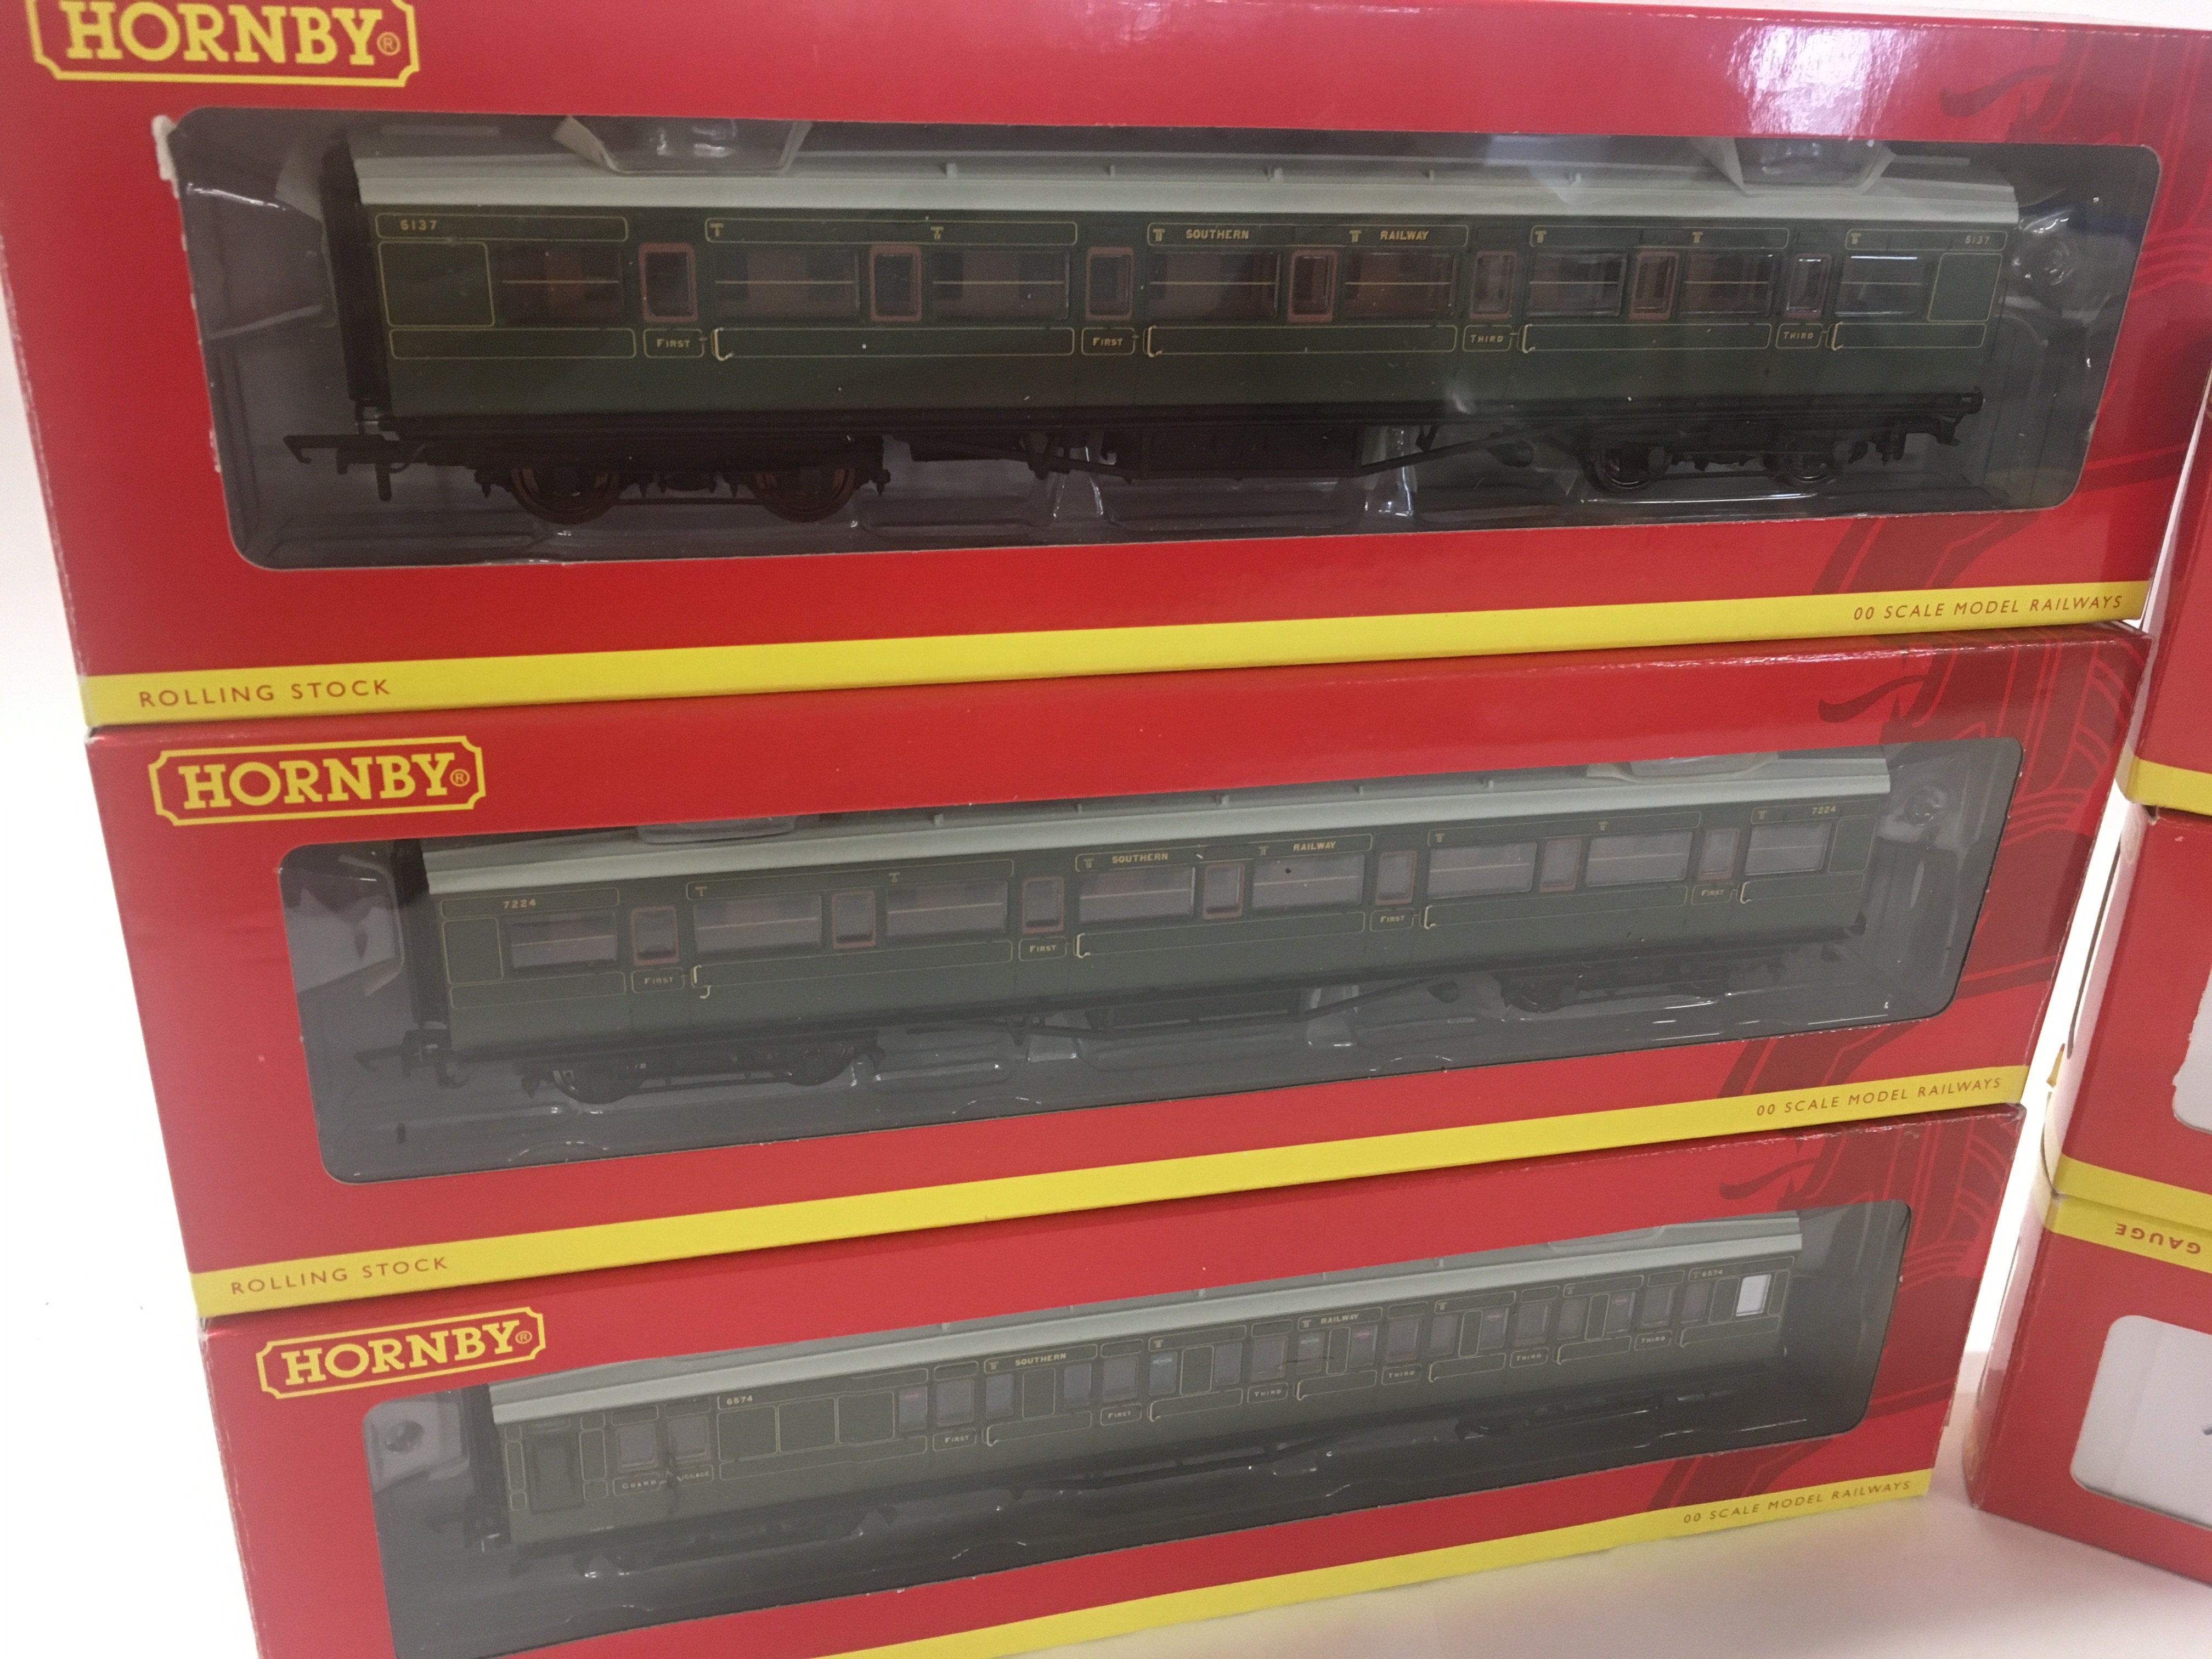 HORNBY®
5137 SOUTHERN RAILWAY 5137
FIRST FIRST THIRD THIRD
00 SCALE MODEL RAILWAYS
ROLLING STOCK
HORNBY®
7224 SOUTHERN RAILWAY 7224
FIRST FIRST FIRST FIRST
00 SCALE MODEL RAILWAYS
ROLLING STOCK
HORNBY®
6574 SOUTHERN RAILWAY 6574
GUARD LUGGAGE FIRST FIRST THIRD THIRD THIRD THIRD
00 SCALE MODEL RAILWAYS
GAUGE